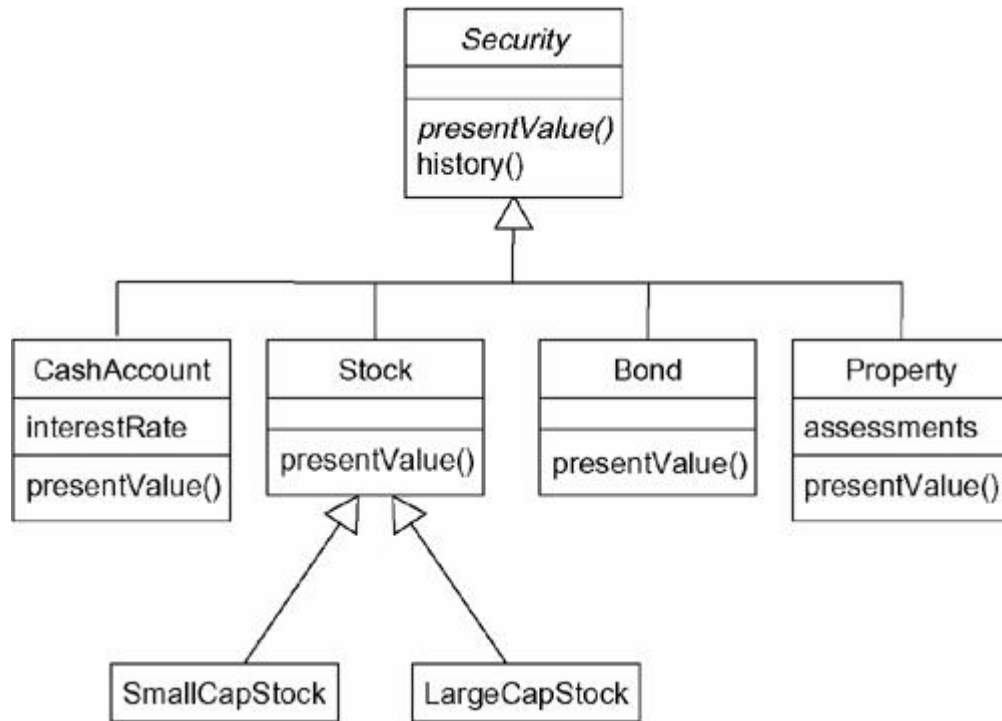 Security
presentValue()
history()
CashAccount
interestRate
presentValue()
Stock
presentValue()
Bond
presentValue()
Property
assessments
presentValue()
SmallCapStock
LargeCapStock